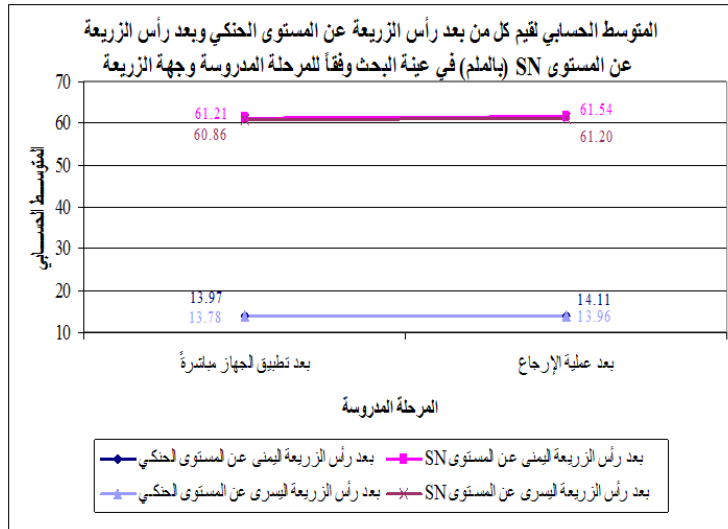 المتوسط الحسابي لقيم كل من بعد رأس الزريعة عن المستوى الحنكي وبعد رأس الزريعة
عن المستوى SN (بالملم) في عينة البحث وفقاً للمرحلة المدروسة وجهة الزريعة
70
60
50
40
30
20
10
المتوســط الحســابي
61.21
61.54
60.86
61.20
13.97
14.11
13.78
13.96
بعد تطبيق الجهاز مباشرةً
بعد عملية الإرجاع
المرحلة المدروسة
بعد رأس الزريعة اليمنى عن المستوى الحنكي
بعد رأس الزريعة اليمنى عن المستوى SN
بعد رأس الزريعة اليسرى عن المستوى الحنكي
بعد رأس الزريعة اليسرى عن المستوى SN